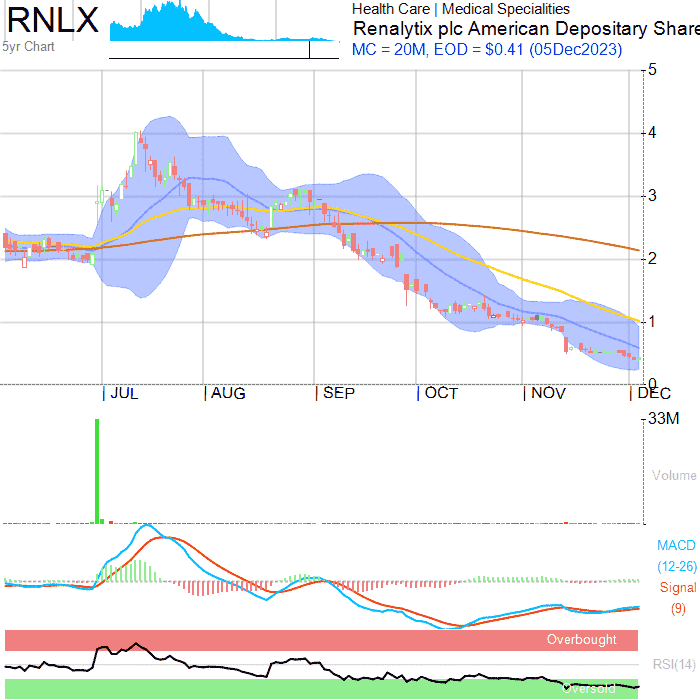 RNLX
5yr Chart
Health Care | Medical Specialities
Renalytix plc American Depositary Share
MC = 20M, EOD = $0.41 (05Dec2023)
5
4
3
2
1
0
JUL
AUG
SEP
OCT
NOV
DEC
33M
Volume
MACD
(12-26)
Signal
(9)
Overbought
RSI(14)
Oversold